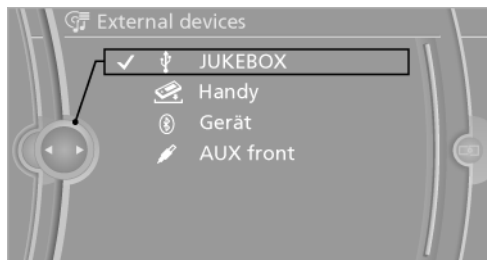 External devices
JUKEBOX
Handy
Gerät
AUX front